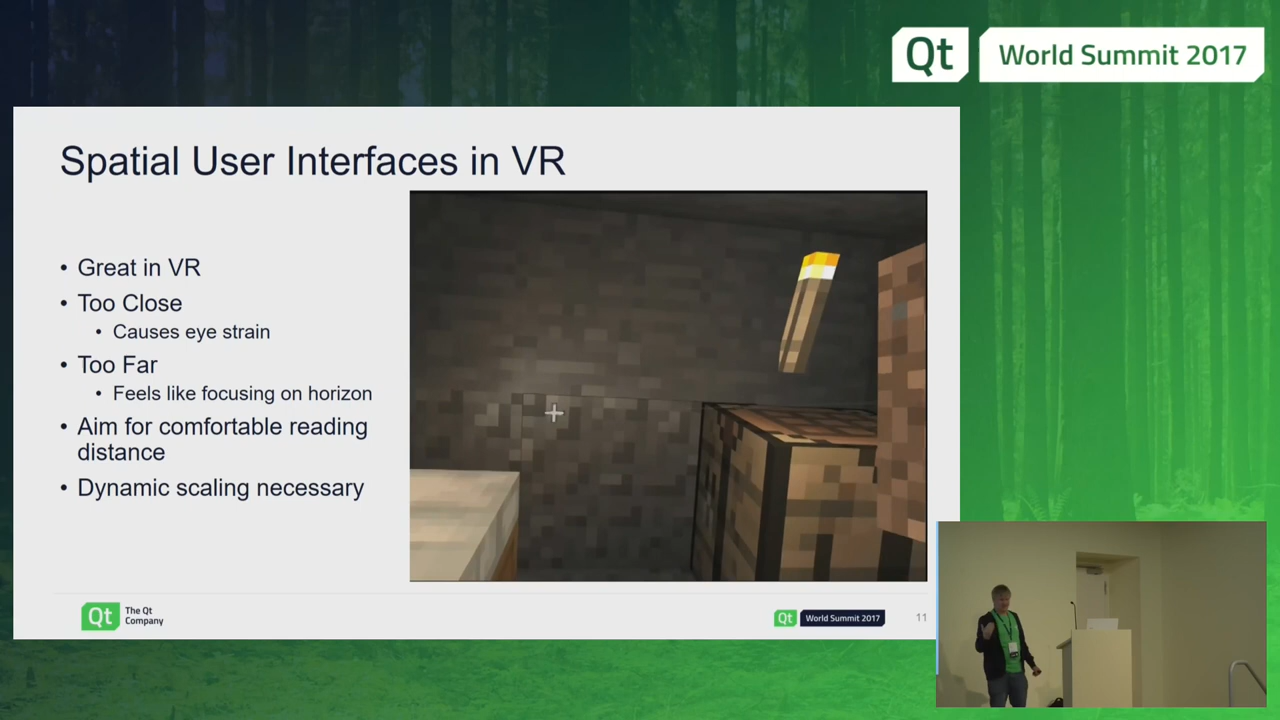 Qt World Summit 2017
Spatial User Interfaces in VR
• Great in VR
• Too Close
• Causes eye strain
• Too Far
• Feels like focusing on horizon
• Aim for comfortable reading
distance
• Dynamic scaling necessary
Qt The Qt
Company
Qt World Summit 2017
11